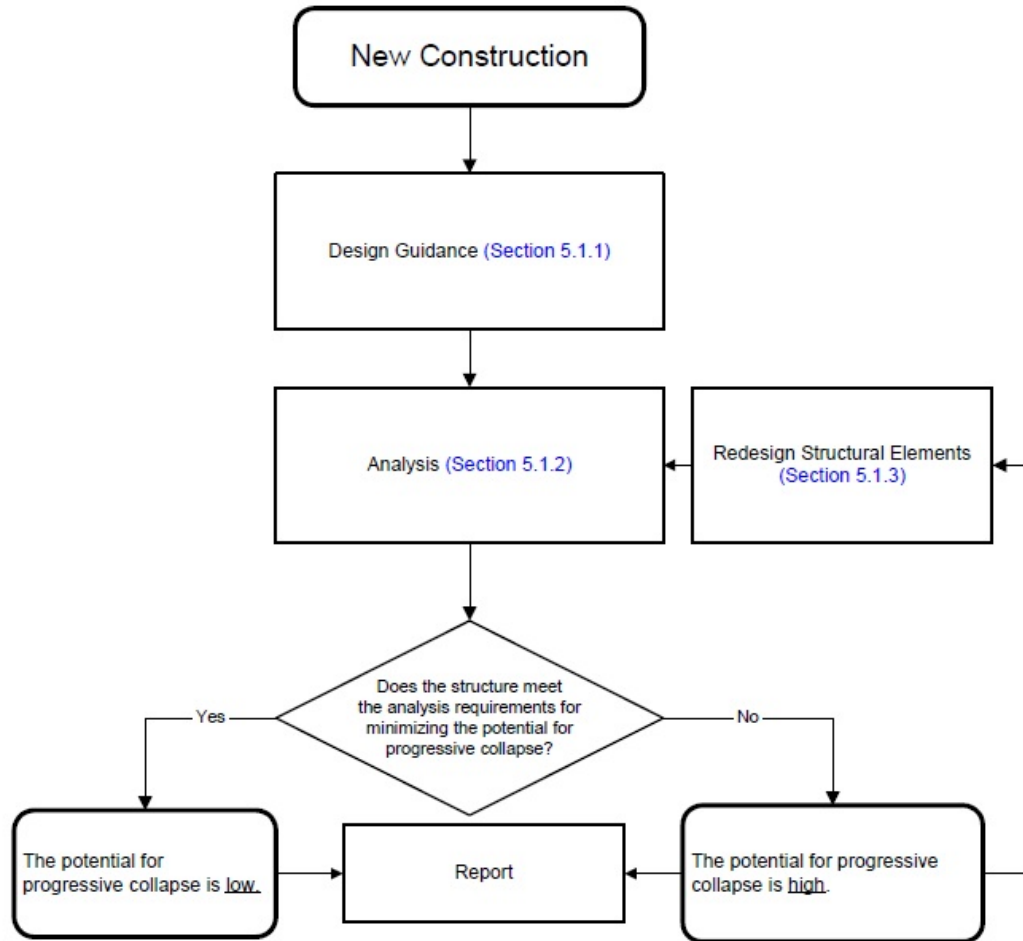 New Construction
Design Guidance (Section 5.1.1)
Analysis (Section 5.1.2)
Redesign Structural Elements
(Section 5.1.3)
Does the structure meet
the analysis requirements for
minimizing the potential for
progressive collapse?
Yes
No
The potential for
progressive collapse is low.
Report
The potential for progressive
collapse is high.